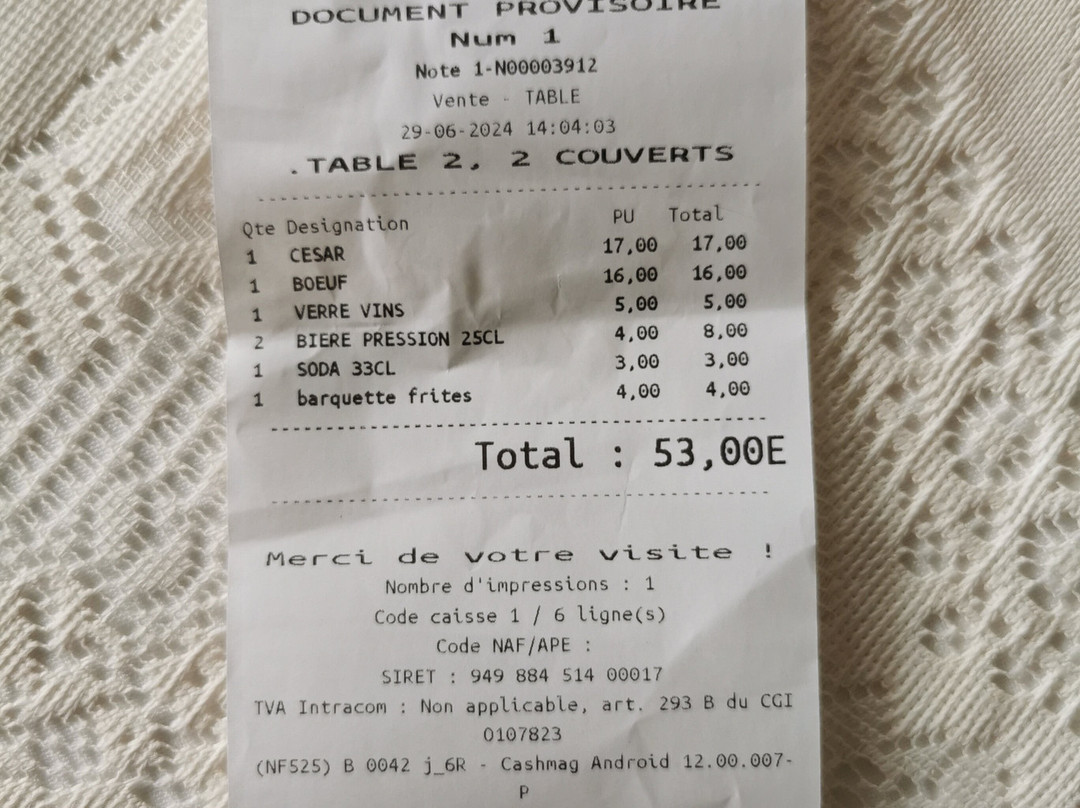 DOCUMENT PROVISOIRE
Num 1
Note 1-N00003912
Vente - TABLE
29-06-2024 14:04:03
.TABLE 2, 2 COUVERTS
Qte Designation PU Total
1 CESAR 17,00 17,00
1 BOEUF 16,00 16,00
1 VERRE VINS 5,00 5,00
2 BIERE PRESSION 25CL 4,00 8,00
1 SODA 33CL 3,00 3,00
1 barquette frites 4,00 4,00
Total : 53,00E
Merci de votre visite !
Nombre d'impressions : 1
Code caisse 1 / 6 ligne(s)
Code NAF/APE :
SIRET : 949 884 514 00017
TVA Intracom : Non applicable, art. 293 B du CGI
0107823
(NF525) B 0042 j_6R - Cashmag Android 12.00.007-
P